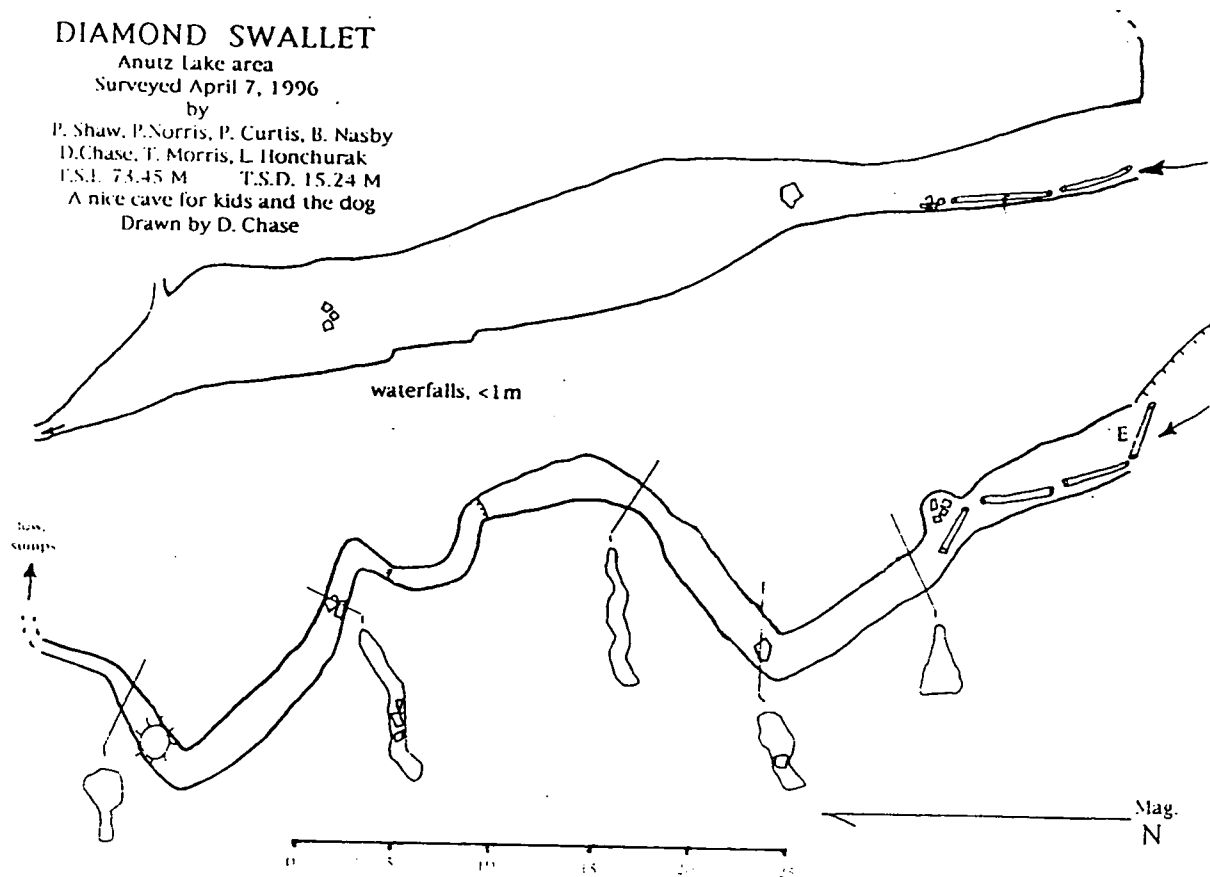 DIAMOND SWALLET
Anutz Lake area
Surveyed April 7, 1996
by
P. Shaw, P.Norris, P. Curtis, B. Nasby
D.Chase, T. Morris, L Honchurak
T.S.L. 73.45 M T.S.D. 15.24 M
A nice cave for kids and the dog
Drawn by D. Chase
waterfalls, <1m
E
sumps
Mag.
N
0 5 10 15 20 25